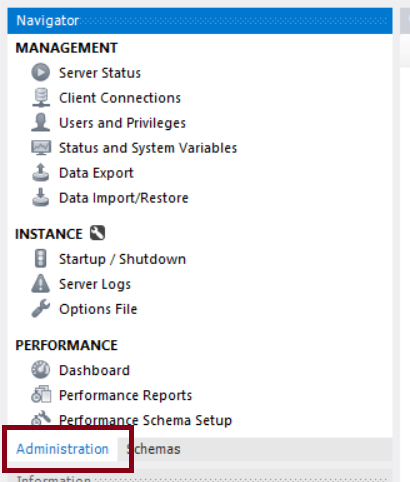 Navigator
MANAGEMENT
Server Status
Client Connections
Users and Privileges
Status and System Variables
Data Export
Data Import/Restore
INSTANCE
Startup / Shutdown
Server Logs
Options File
PERFORMANCE
Dashboard
Performance Reports
Performance Schema Setup
Administration Schemas
Information